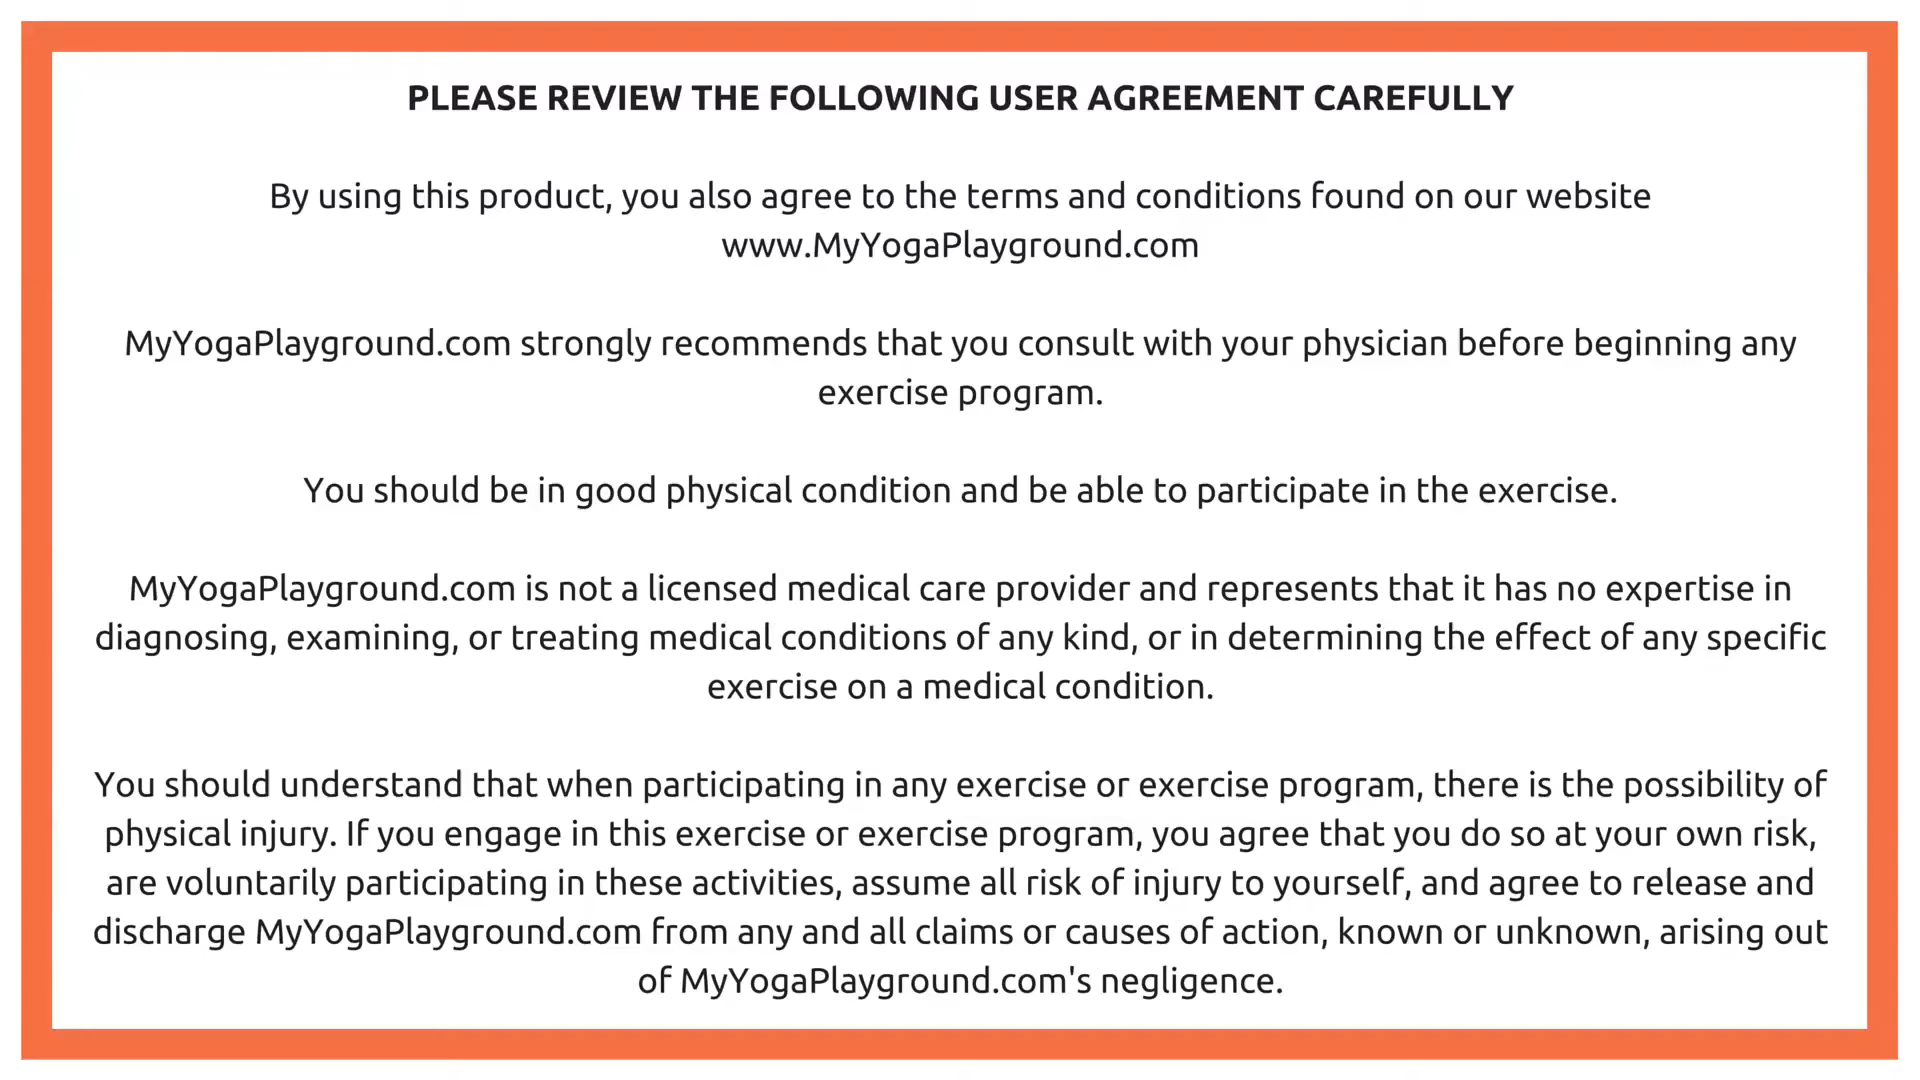 PLEASE REVIEW THE FOLLOWING USER AGREEMENT CAREFULLY
By using this product, you also agree to the terms and conditions found on our website
www.MyYogaPlayground.com
MyYogaPlayground.com strongly recommends that you consult with your physician before beginning any
exercise program.
You should be in good physical condition and be able to participate in the exercise.
MyYogaPlayground.com is not a licensed medical care provider and represents that it has no expertise in
diagnosing, examining, or treating medical conditions of any kind, or in determining the effect of any specific
exercise on a medical condition.
You should understand that when participating in any exercise or exercise program, there is the possibility of
physical injury. If you engage in this exercise or exercise program, you agree that you do so at your own risk,
are voluntarily participating in these activities, assume all risk of injury to yourself, and agree to release and
discharge MyYogaPlayground.com from any and all claims or causes of action, known or unknown, arising out
of MyYogaPlayground.com's negligence.